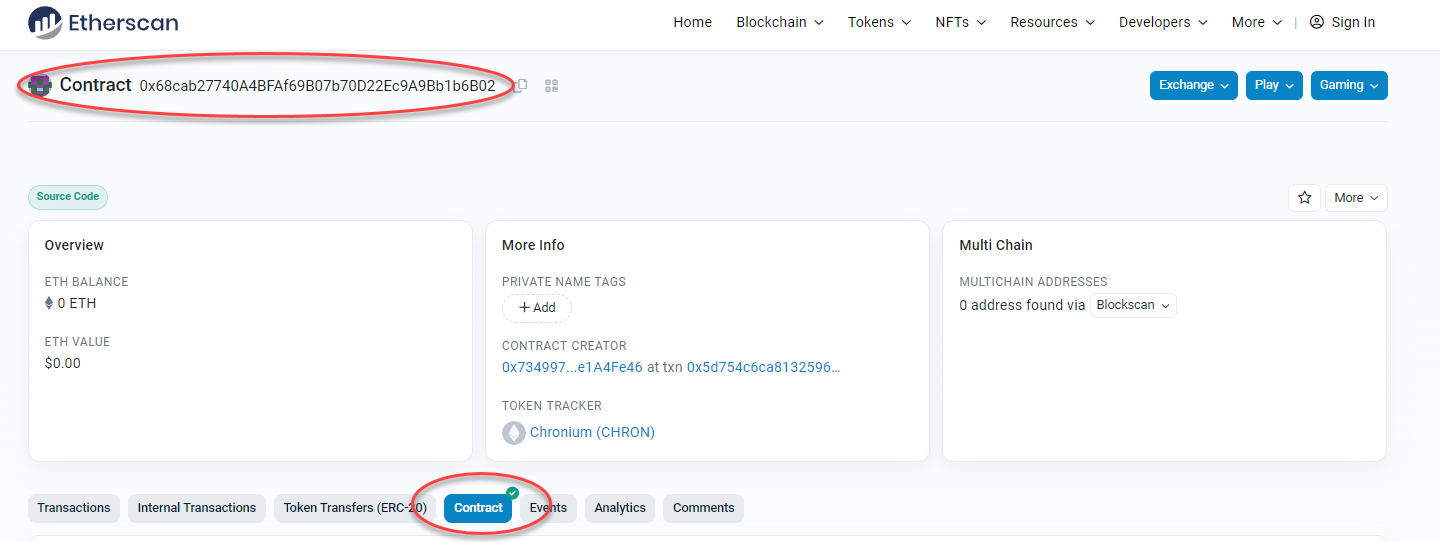 Etherscan
Home Blockchain Tokens NFTs Resources Developers More | Sign In
Contract 0x68cab27740A4BFAf69B07b70D22Ec9A9Bb1b6B02
Exchange Play Gaming
Source Code
More
Overview
ETH BALANCE
0 ETH
ETH VALUE
$0.00
More Info
PRIVATE NAME TAGS
+ Add
CONTRACT CREATOR
0x734997...e1A4Fe46 at txn 0x5d754c6ca8132596...
TOKEN TRACKER
Chronium (CHRON)
Multi Chain
MULTICHAIN ADDRESSES
0 address found via Blockscan
Transactions Internal Transactions Token Transfers (ERC-20) Contract Events Analytics Comments